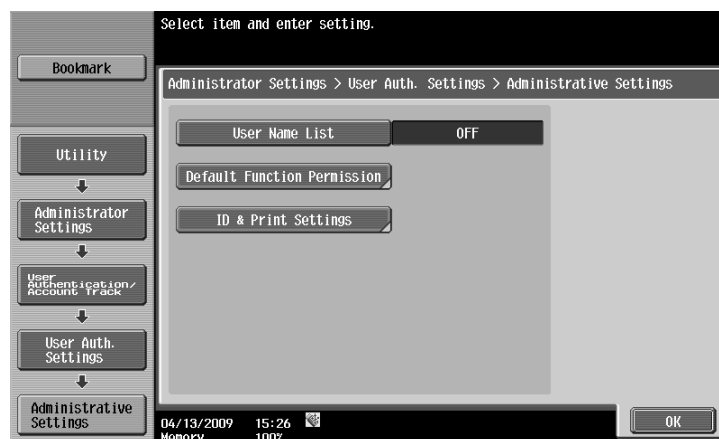 Select item and enter setting.
Bookmark
Administrator Settings > User Auth. Settings > Administrative Settings
User Name List
OFF
Default Function Permission
ID & Print Settings
Utility
Administrator
Settings
User
Authentication/
Account Track
User Auth.
Settings
Administrative
Settings
04/13/2009 15:26
Memory 100%
OK